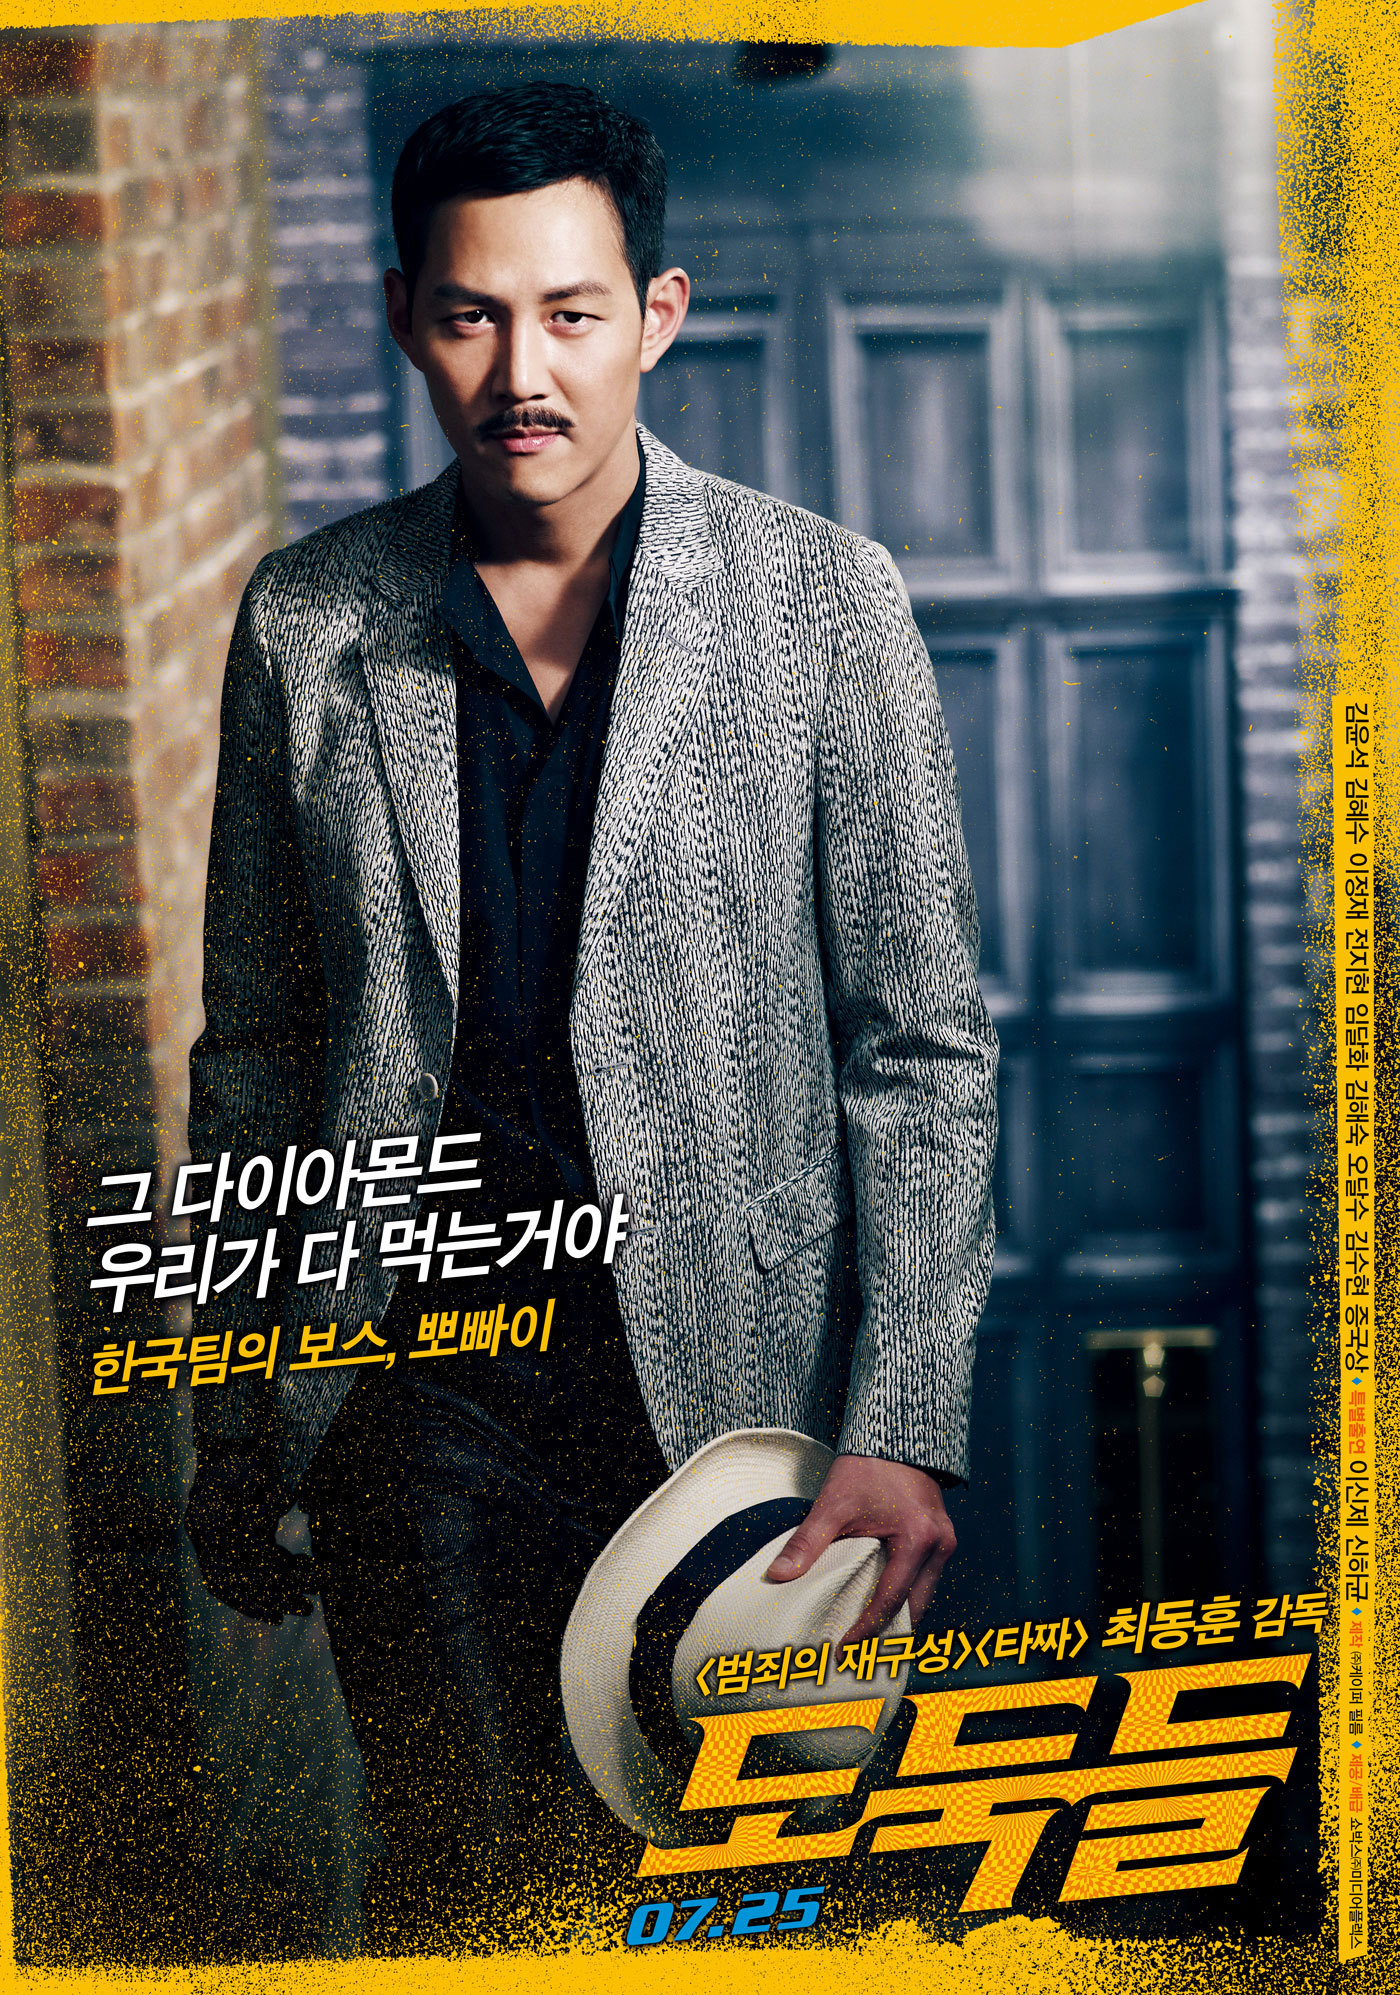 그 다이아몬드
우리가 다 먹는거야
한국팀의 보스, 뽀빠이
<범죄의 재구성><타짜> 최동훈 감독
도둑들
07.25
김윤석 김혜수 이정재 전지현 임달화 김해숙 오달수 김수현 증국상 • 특별출연 이신제 신하균 • 제작 ㈜케이퍼 필름 • 제공 배급 쇼박스㈜미디어플렉스